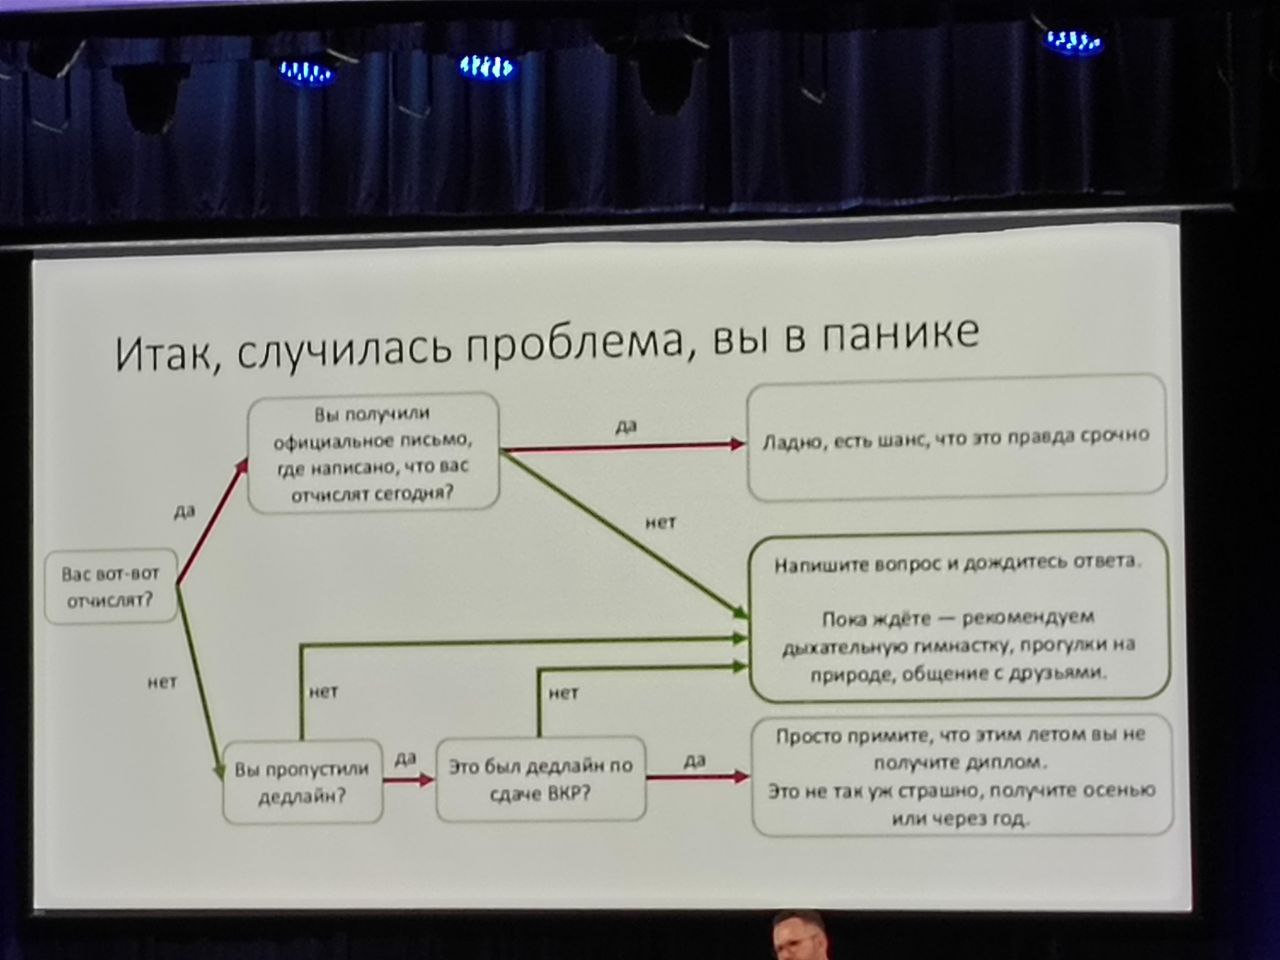 Итак, случилась проблема, вы в панике
Вы получили
официальное письмо,
где написано, что вас
отчислят сегодня?
да
Ладно, есть шанс, что это правда срочно
да
нет
Вас вот-вот
отчислят?
Напишите вопрос и дождитесь ответа.
Пока ждёте — рекомендуем
дыхательную гимнастку, прогулки на
природе, общение с друзьями.
нет
нет
нет
Вы пропустили
дедлайн?
да
Это был дедлайн по
сдаче ВКР?
да
Просто примите, что этим летом вы не
получите диплом.
Это не так уж страшно, получите осенью
или через год.